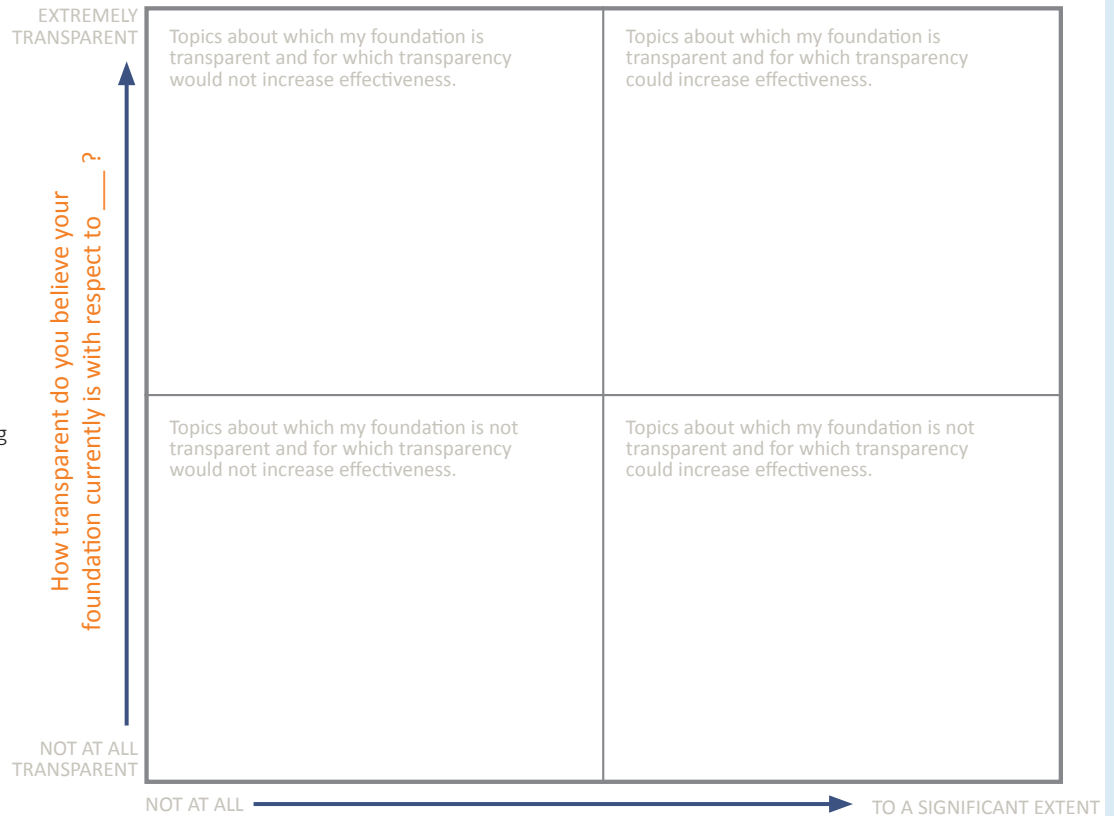 EXTREMELY
TRANSPARENT
Topics about which my foundation is
transparent and for which transparency
would not increase effectiveness.
Topics about which my foundation is
transparent and for which transparency
could increase effectiveness.
How transparent do you believe your
foundation currently is with respect to ____ ?
g
Topics about which my foundation is not
transparent and for which transparency
would not increase effectiveness.
Topics about which my foundation is not
transparent and for which transparency
could increase effectiveness.
NOT AT ALL
TRANSPARENT
NOT AT ALL
TO A SIGNIFICANT EXTENT